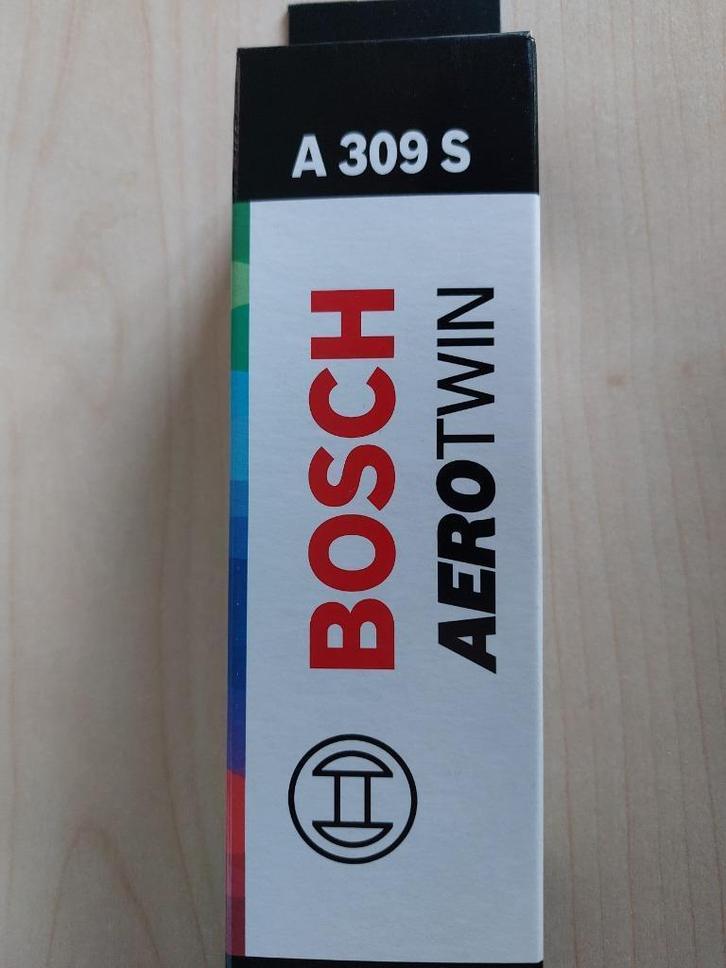 A 309 S
BOSCH
AEROTWIN